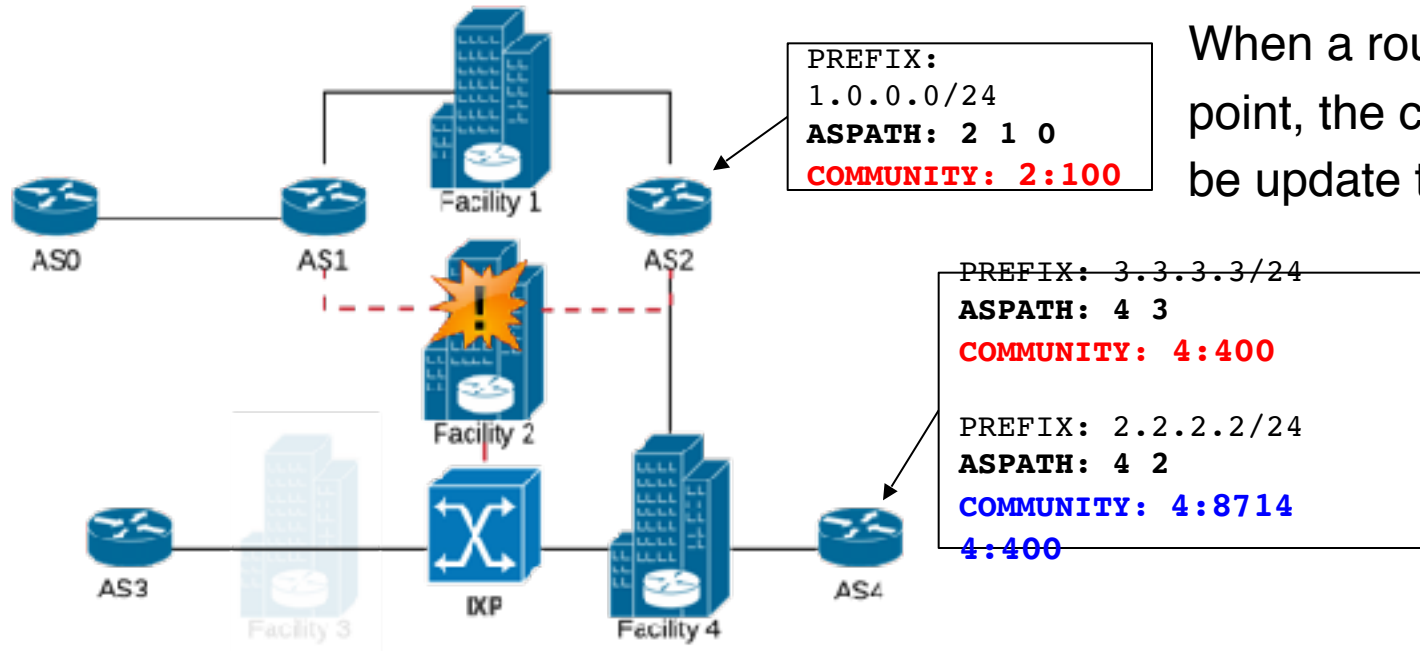 PREFIX:
1.0.0.0/24
ASPATH: 2 1 0
COMMUNITY: 2:100
When a rou
point, the c
be update t
Facility 1
AS0
AS1
AS2
!
PREFIX: 3.3.3.3/24
ASPATH: 4 3
COMMUNITY: 4:400
PREFIX: 2.2.2.2/24
ASPATH: 4 2
COMMUNITY: 4:8714
4:400
Facility 2
AS3
Facility 3
IXP
Facility 4
AS4